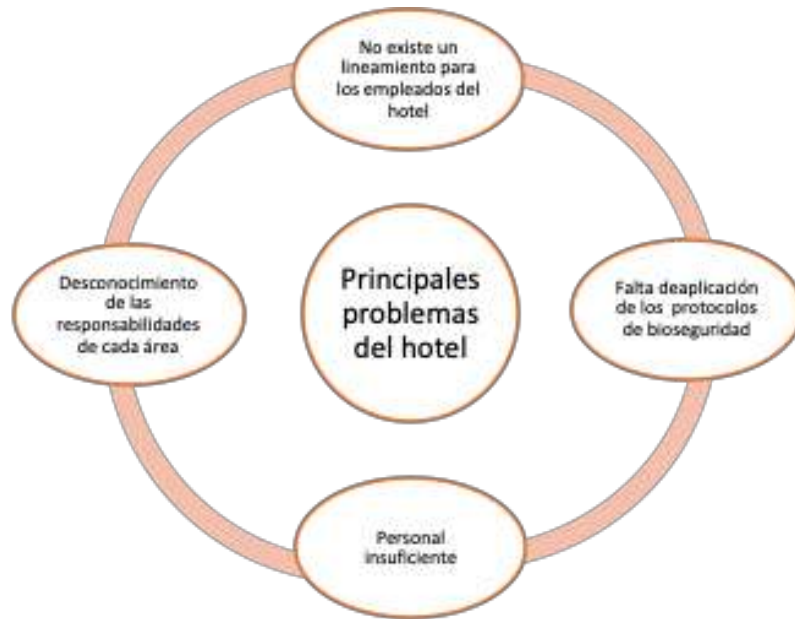 No existe un
lineamiento para
los empleados del
hotel
Desconocimiento
de las
responsabilidades
de cada área
Principales
problemas
del hotel
Falta deaplicación
de los protocolos
de bioseguridad
Personal
insuficiente